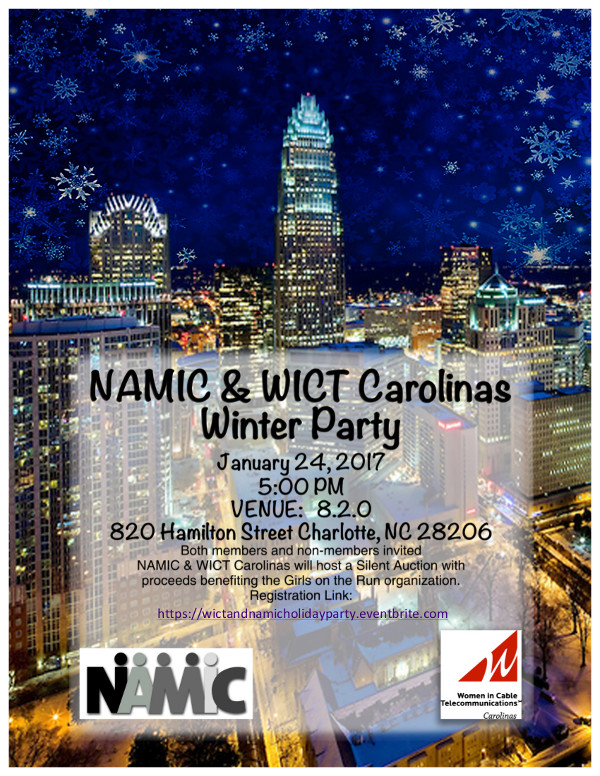 NAMIC & WICT Carolinas
Winter Party
January 24, 2017
5:00 PM
VENUE: 8.2.0
820 Hamilton Street Charlotte, NC 28206
Both members and non-members invited
NAMIC & WICT Carolinas will host a Silent Auction with
proceeds benefiting the Girls on the Run organization.
Registration Link:
https://wictandnamicholidayparty.eventbrite.com
NAMIC
Women in Cable
Telecommunications
Carolinas